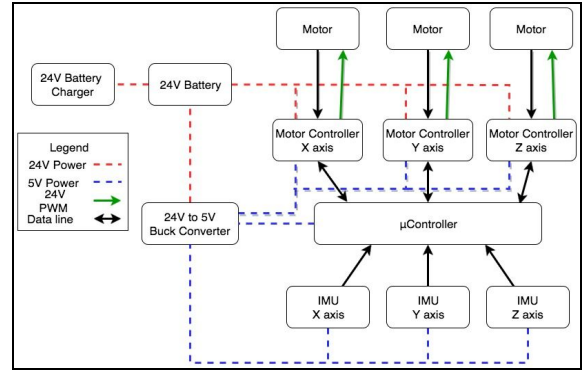 Motor
Motor
Motor
24V Battery
Charger
24V Battery
Motor Controller
X axis
Motor Controller
Y axis
Motor Controller
Z axis
Legend
24V Power
5V Power
24V
PWM
Data line
24V to 5V
Buck Converter
μController
IMU
X axis
IMU
Y axis
IMU
Z axis